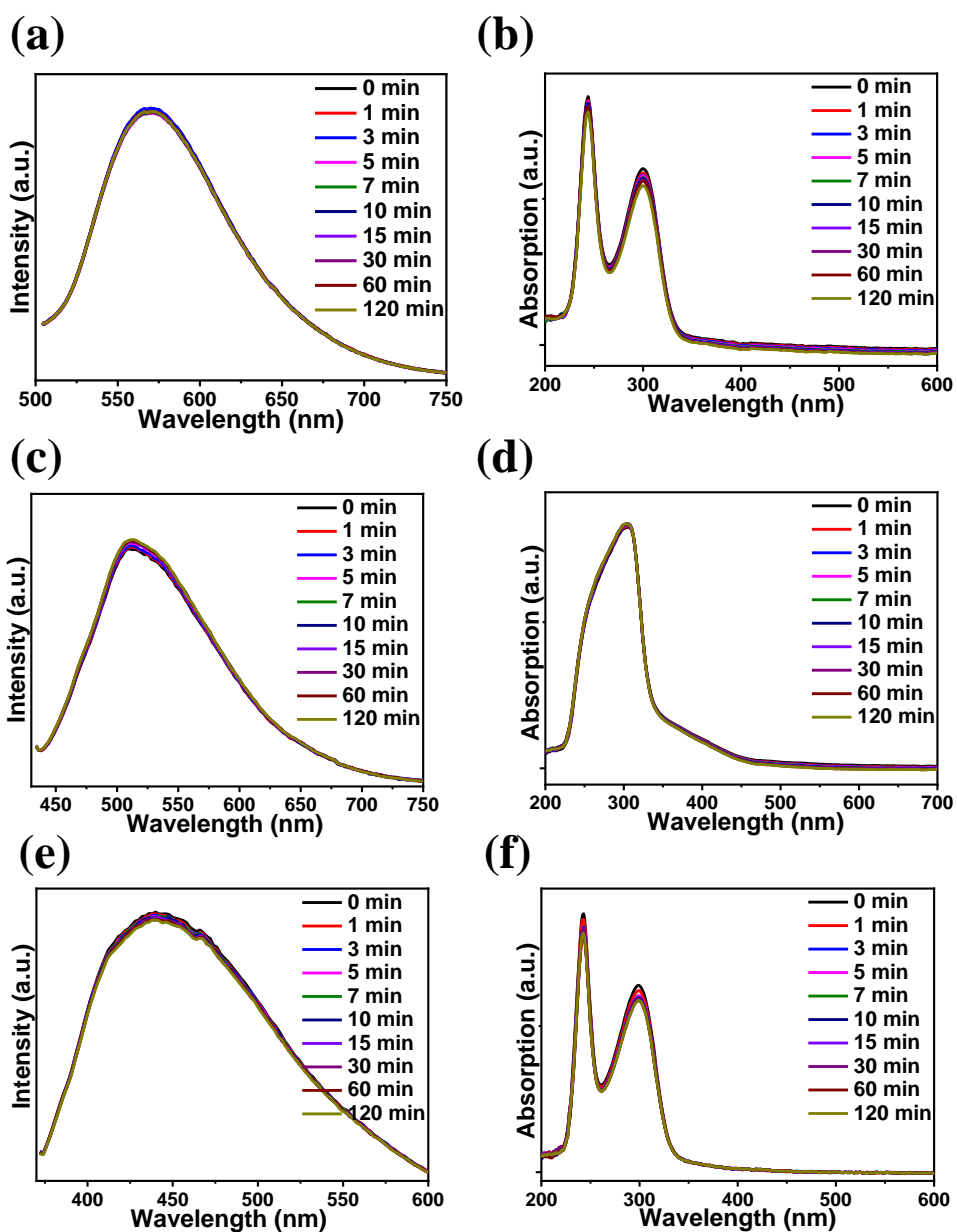 (a)
Intensity (a.u.)
0 min
1 min
3 min
5 min
7 min
10 min
15 min
30 min
60 min
120 min
500 550 600 650 700 750
Wavelength (nm)
(b)
Absorption (a.u.)
0 min
1 min
3 min
5 min
7 min
10 min
15 min
30 min
60 min
120 min
200 300 400 500 600
Wavelength (nm)
(c)
Intensity (a.u.)
0 min
1 min
3 min
5 min
7 min
10 min
15 min
30 min
60 min
120 min
450 500 550 600 650 700 750
Wavelength (nm)
(d)
Absorption (a.u.)
0 min
1 min
3 min
5 min
7 min
10 min
15 min
30 min
60 min
120 min
200 300 400 500 600 700
Wavelength (nm)
(e)
Intensity (a.u.)
0 min
1 min
3 min
5 min
7 min
10 min
15 min
30 min
60 min
120 min
400 450 500 550 600
Wavelength (nm)
(f)
Absorption (a.u.)
0 min
1 min
3 min
5 min
7 min
10 min
15 min
30 min
60 min
120 min
200 300 400 500 600
Wavelength (nm)